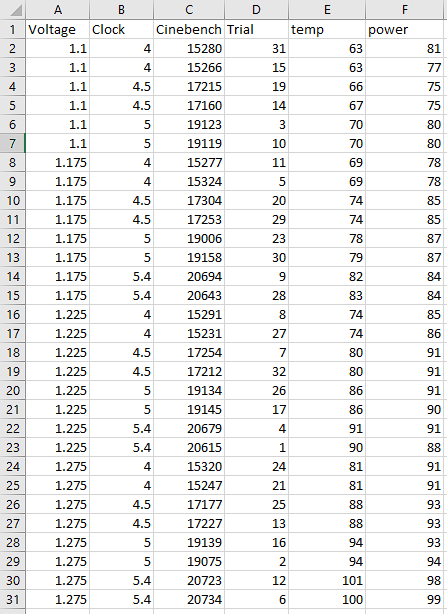 A B C D E F
1 Voltage Clock Cinebench Trial temp power
2 1.1 4 15280 31 63 81
3 1.1 4 15266 15 63 77
4 1.1 4.5 17215 19 66 75
5 1.1 4.5 17160 14 67 75
6 1.1 5 19123 3 70 80
7 1.1 5 19119 10 70 80
8 1.175 4 15277 11 69 78
9 1.175 4 15324 5 69 78
10 1.175 4.5 17304 20 74 85
11 1.175 4.5 17253 29 74 85
12 1.175 5 19006 23 78 87
13 1.175 5 19158 30 79 87
14 1.175 5.4 20694 9 82 84
15 1.175 5.4 20643 28 83 84
16 1.225 4 15291 8 74 85
17 1.225 4 15231 27 74 86
18 1.225 4.5 17254 7 80 91
19 1.225 4.5 17212 32 80 91
20 1.225 5 19134 26 86 91
21 1.225 5 19145 17 86 90
22 1.225 5.4 20679 4 91 91
23 1.225 5.4 20615 1 90 88
24 1.275 4 15320 24 81 91
25 1.275 4 15247 21 81 91
26 1.275 4.5 17177 25 88 93
27 1.275 4.5 17227 13 88 93
28 1.275 5 19139 16 94 93
29 1.275 5 19075 2 94 94
30 1.275 5.4 20723 12 101 98
31 1.275 5.4 20734 6 100 99